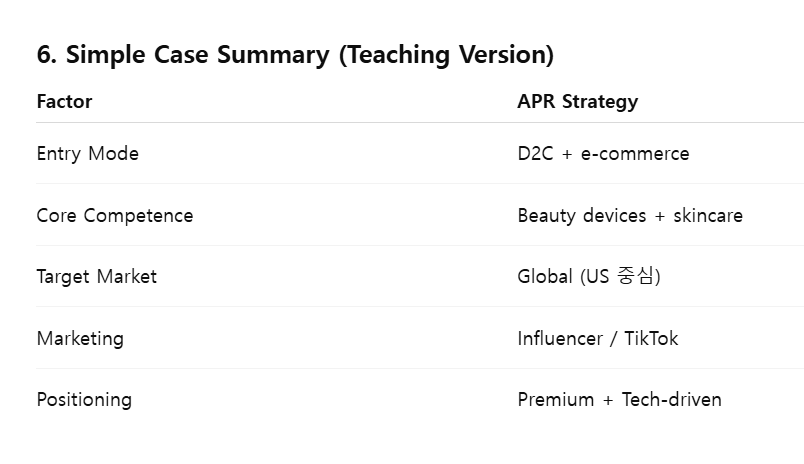 6. Simple Case Summary (Teaching Version)
Factor APR Strategy
Entry Mode D2C + e-commerce
Core Competence Beauty devices + skincare
Target Market Global (US 중심)
Marketing Influencer / TikTok
Positioning Premium + Tech-driven